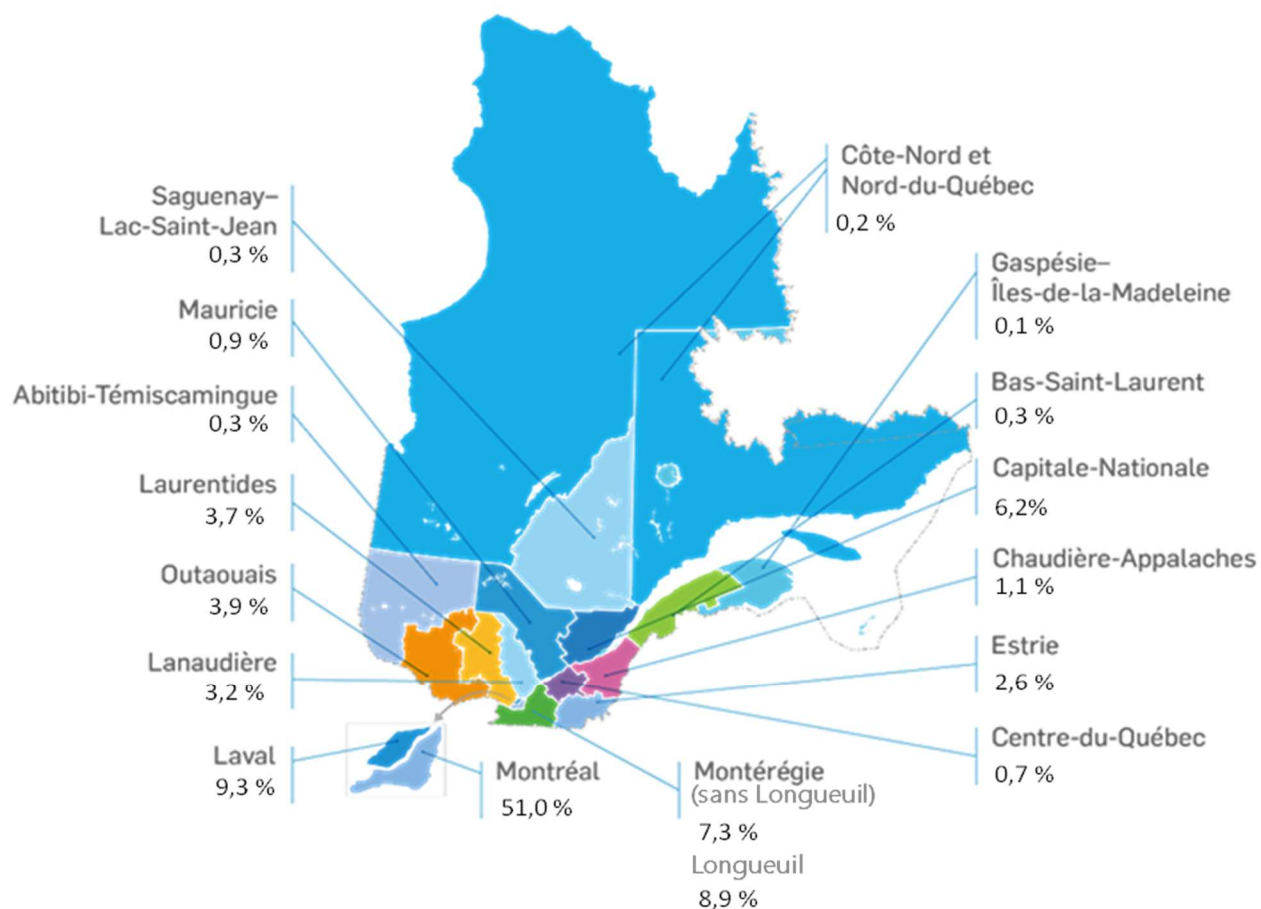 Saguenay–
Lac-Saint-Jean
0,3 %
Mauricie
0,9 %
Abitibi-Témiscamingue
0,3 %
Laurentides
3,7 %
Outaouais
3,9 %
Lanaudière
3,2 %
Laval
9,3 %
Montréal
51,0 %
Montérégie
(sans Longueuil)
7,3 %
Longueuil
8,9 %
Côte-Nord et
Nord-du-Québec
0,2 %
Gaspésie–
Îles-de-la-Madeleine
0,1 %
Bas-Saint-Laurent
0,3 %
Capitale-Nationale
6,2%
Chaudière-Appalaches
1,1 %
Estrie
2,6 %
Centre-du-Québec
0,7 %